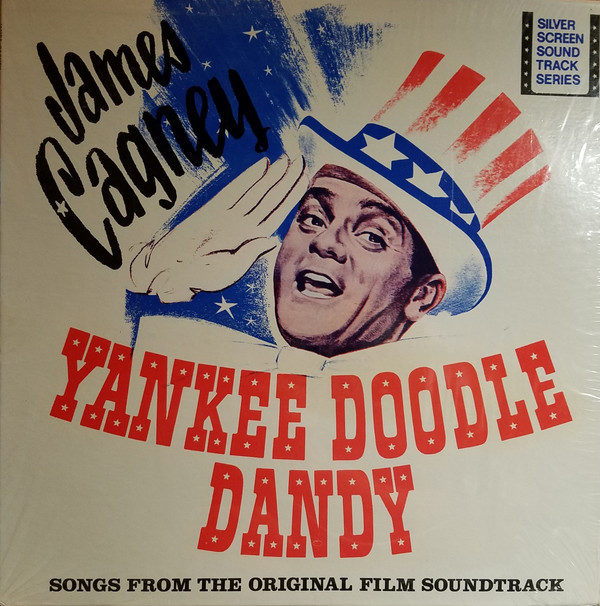 James
Cagney
SILVER
SCREEN
SOUND
TRACK
SERIES
YANKEE DOODLE
DANDY
SONGS FROM THE ORIGINAL FILM SOUNDTRACK